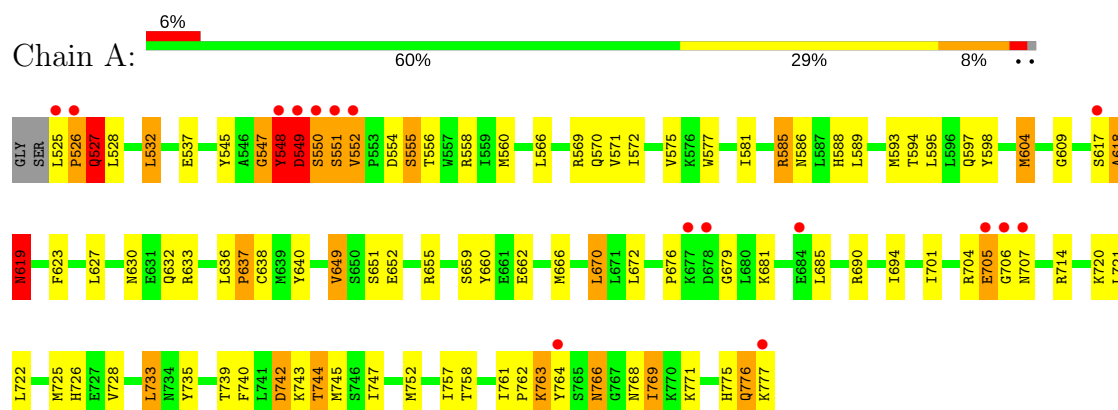 6%
Chain A:
60% 29% 8% • •
GLY SER L525 P526 Q527 L528 L532 E537 Y545 A546 G547 Y548 D549 S550 S551 V552 P553 D554 S555 T556 W557 R558 I559 M560 L566 R569 Q570 V571 I572 V575 K576 W577 I581 R585 N586 L587 H588 L589 M593 T594 L595 L596 Q597 Y598 M604 G609 S617 A618
N619 F623 L627 N630 E631 Q632 R633 L636 P637 C638 M639 Y640 V649 S650 S651 E652 R655 S659 Y660 E661 E662 M666 L670 L671 L672 P676 K677 D678 G679 L680 K681 E684 L685 R690 I694 I701 R704 E705 G706 N707 R714 K720 L721
L722 M725 H726 E727 V728 L733 N734 Y735 T739 F740 L741 D742 K743 T744 M745 S746 I747 M752 I757 T758 I761 P762 K763 Y764 S765 N766 G767 N768 I769 K770 K771 H775 Q776 K777